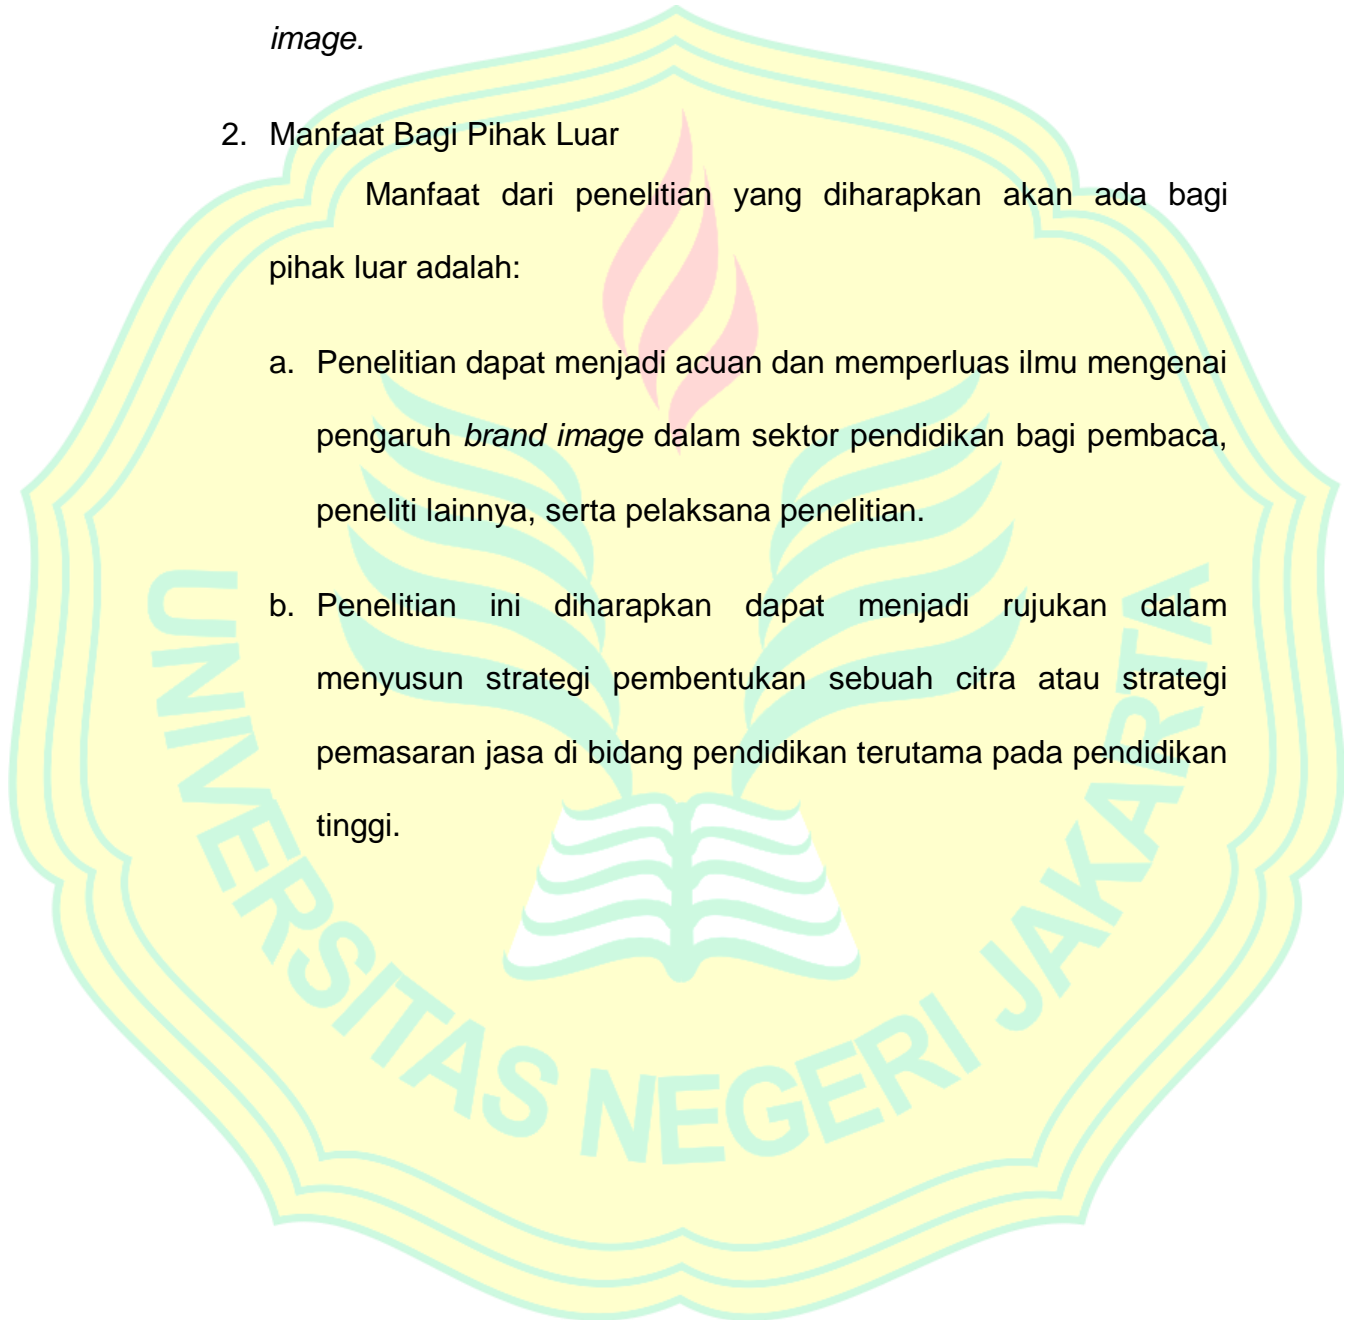 image.
2. Manfaat Bagi Pihak Luar
Manfaat dari penelitian yang diharapkan akan ada bagi
pihak luar adalah:
a. Penelitian dapat menjadi acuan dan memperluas ilmu mengenai
pengaruh brand image dalam sektor pendidikan bagi pembaca,
peneliti lainnya, serta pelaksana penelitian.
b. Penelitian ini diharapkan dapat menjadi rujukan dalam
menyusun strategi pembentukan sebuah citra atau strategi
pemasaran jasa di bidang pendidikan terutama pada pendidikan
tinggi.
UNIVERSITAS NEGERI JAKARTA